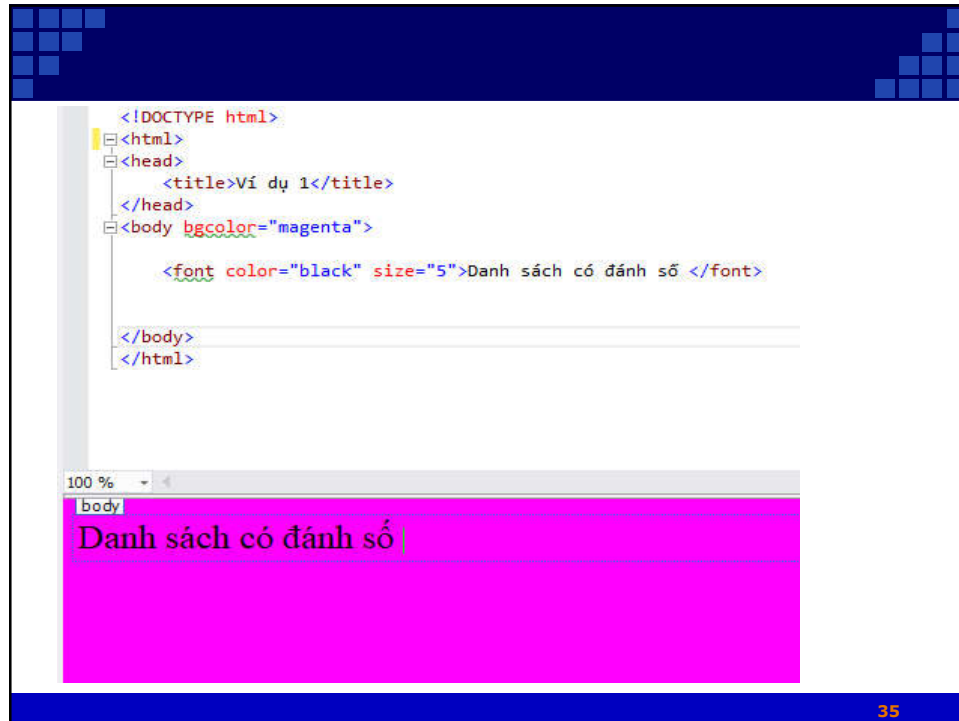 <!DOCTYPE html>
<html>
<head>
<title>Ví dụ 1</title>
</head>
<body bgcolor="magenta">
<font color="black" size="5">Danh sách có đánh số </font>
</body>
</html>
100 %
body
Danh sách có đánh số
35